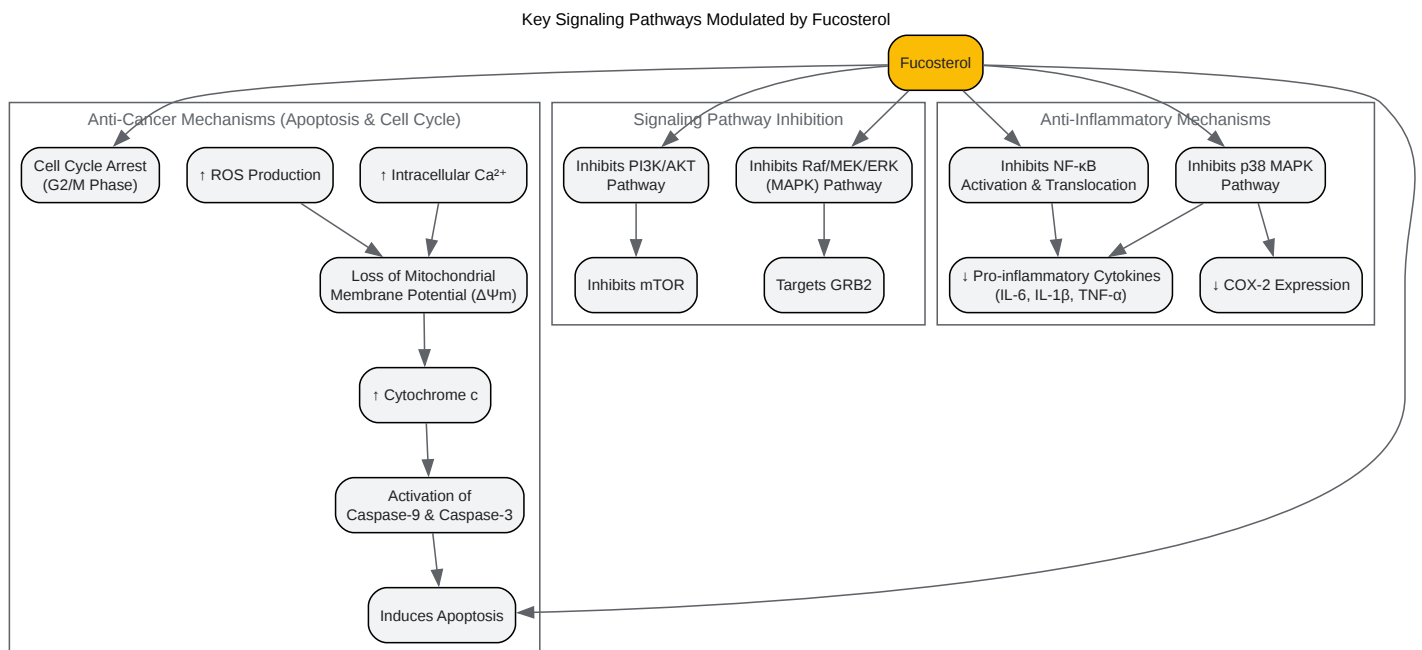 Key Signaling Pathways Modulated by Fucosterol
Fucosterol
Anti-Cancer Mechanisms (Apoptosis & Cell Cycle)
Cell Cycle Arrest
(G2/M Phase)
↑ ROS Production
↑ Intracellular Ca²⁺
Loss of Mitochondrial
Membrane Potential (ΔΨm)
↑ Cytochrome c
Activation of
Caspase-9 & Caspase-3
Induces Apoptosis
Signaling Pathway Inhibition
Inhibits PI3K/AKT
Pathway
Inhibits Raf/MEK/ERK
(MAPK) Pathway
Inhibits mTOR
Targets GRB2
Anti-Inflammatory Mechanisms
Inhibits NF-κB
Activation & Translocation
Inhibits p38 MAPK
Pathway
↓ Pro-inflammatory Cytokines
(IL-6, IL-1β, TNF-α)
↓ COX-2 Expression